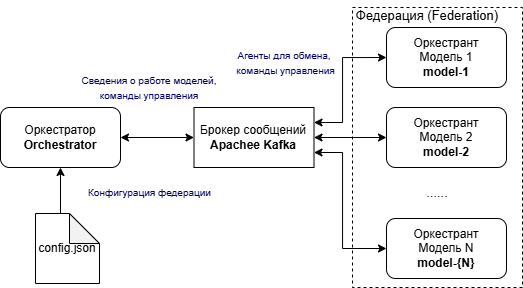 Федерация (Federation)
Оркестрант
Модель 1
model-1
Агенты для обмена,
команды управления
Сведения о работе моделей,
команды управления
Оркестратор
Orchestrator
Брокер сообщений
Apachee Kafka
Оркестрант
Модель 2
model-2
Конфигурация федерации
......
config.json
Оркестрант
Модель N
model-{N}